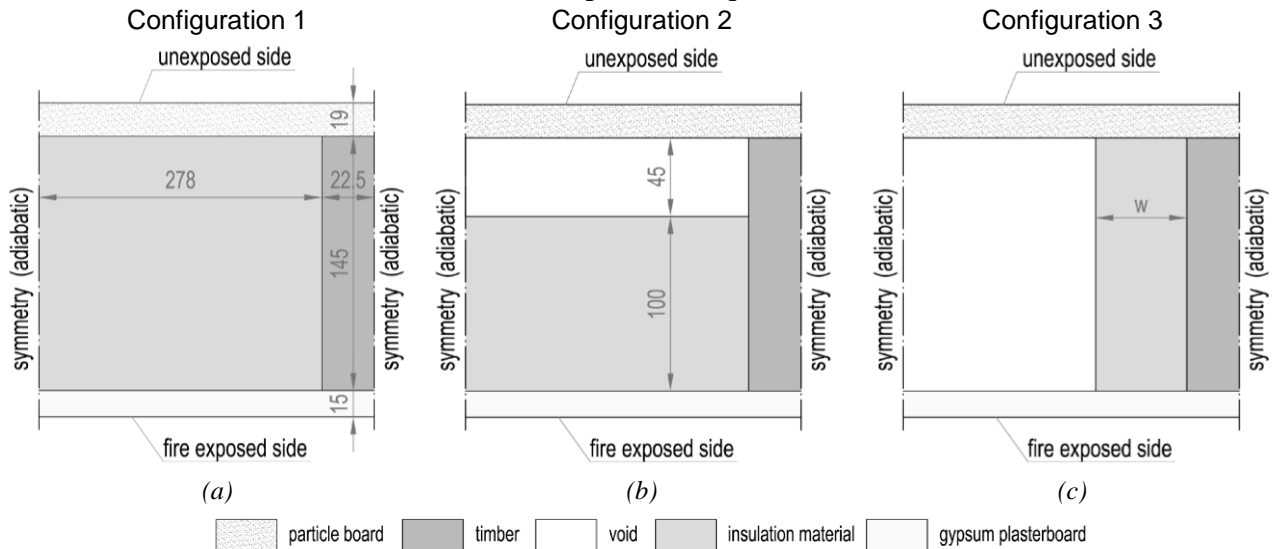 Configuration 1
Configuration 2
Configuration 3
unexposed side
unexposed side
unexposed side
19
278
22.5
145
15
45
100
w
symmetry (adiabatic)
symmetry (adiabatic)
symmetry (adiabatic)
symmetry (adiabatic)
symmetry (adiabatic)
symmetry (adiabatic)
fire exposed side
fire exposed side
fire exposed side
(a)
(b)
(c)
particle board
timber
void
insulation material
gypsum plasterboard